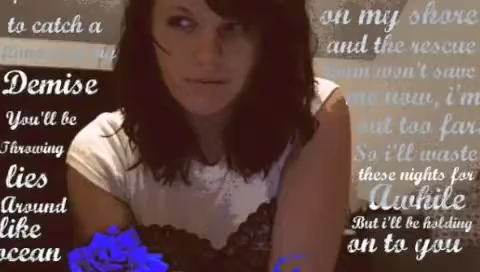 to catch a
Demise
You'll be
Throwing
lies
Around
like
ocean
on my shore
and the rescue
won't save
me now, i'm
out too far
So i'll waste
these nights for
Awhile
But i'll be holding
on to you